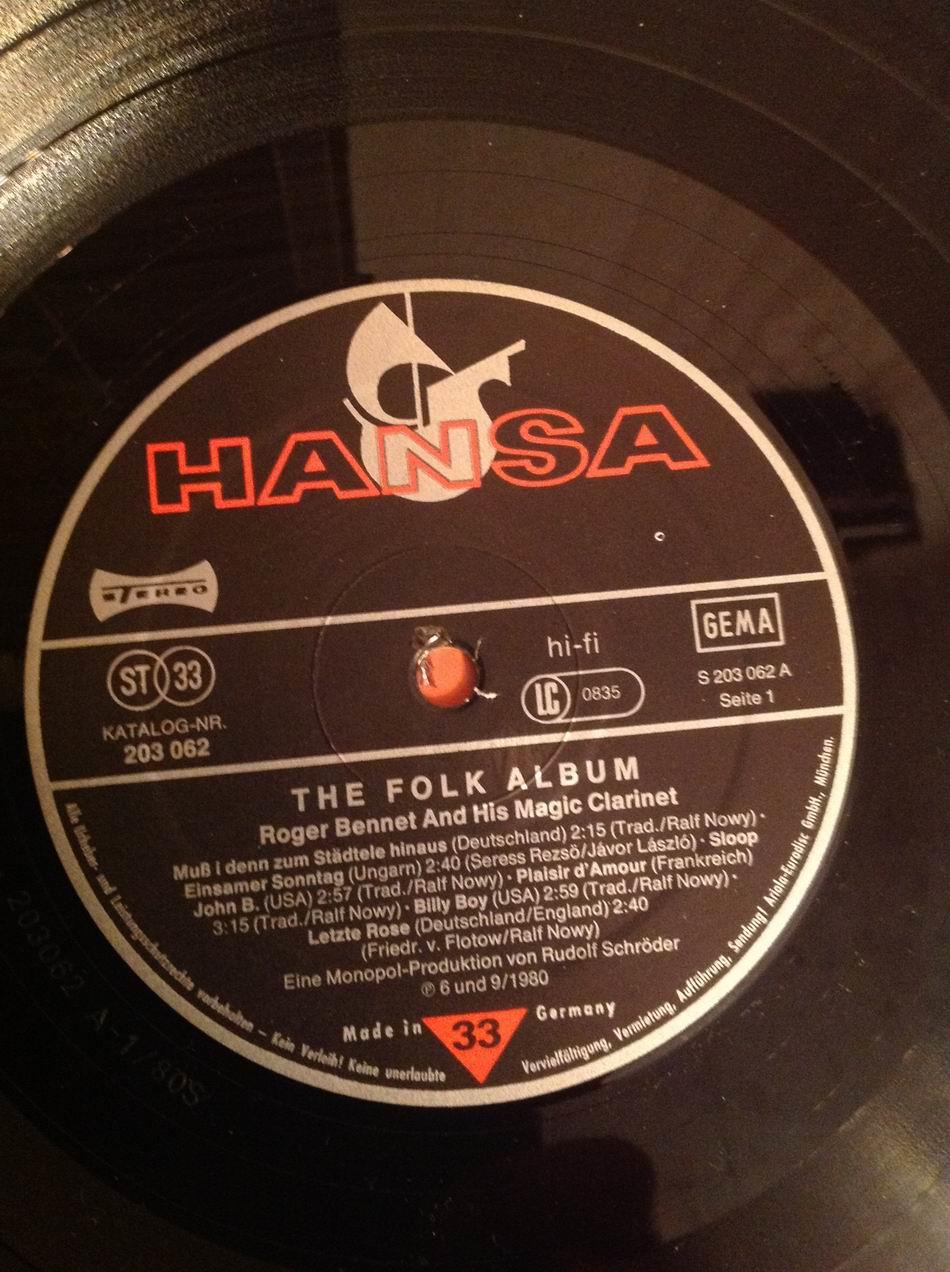 HANSA
STEREO
ST 33
KATALOG-NR.
203 062
hi-fi
LC 0835
GEMA
S 203 062 A
Seite 1
THE FOLK ALBUM
Roger Bennet And His Magic Clarinet
Muß i denn zum Städtele hinaus (Deutschland) 2:15 (Trad./Ralf Nowy) ·
Einsamer Sonntag (Ungarn) 2:40 (Seress Rezsö/Jávor László) · Sloop
John B. (USA) 2:57 (Trad./Ralf Nowy) · Plaisir d'Amour (Frankreich)
3:15 (Trad./Ralf Nowy) · Billy Boy (USA) 2:59 (Trad./Ralf Nowy) ·
Letzte Rose (Deutschland/England) 2:40
(Friedr. v. Flotow/Ralf Nowy)
Eine Monopol-Produktion von Rudolf Schröder
℗ 6 und 9/1980
Made in 33 Germany
Alle Urheber- und Leistungsschutzrechte vorbehalten – Kein Verleih! Keine unerlaubte Vervielfältigung, Vermietung, Aufführung, Sendung! Ariola-Eurodisc GmbH., München.
203062 A-1/80S